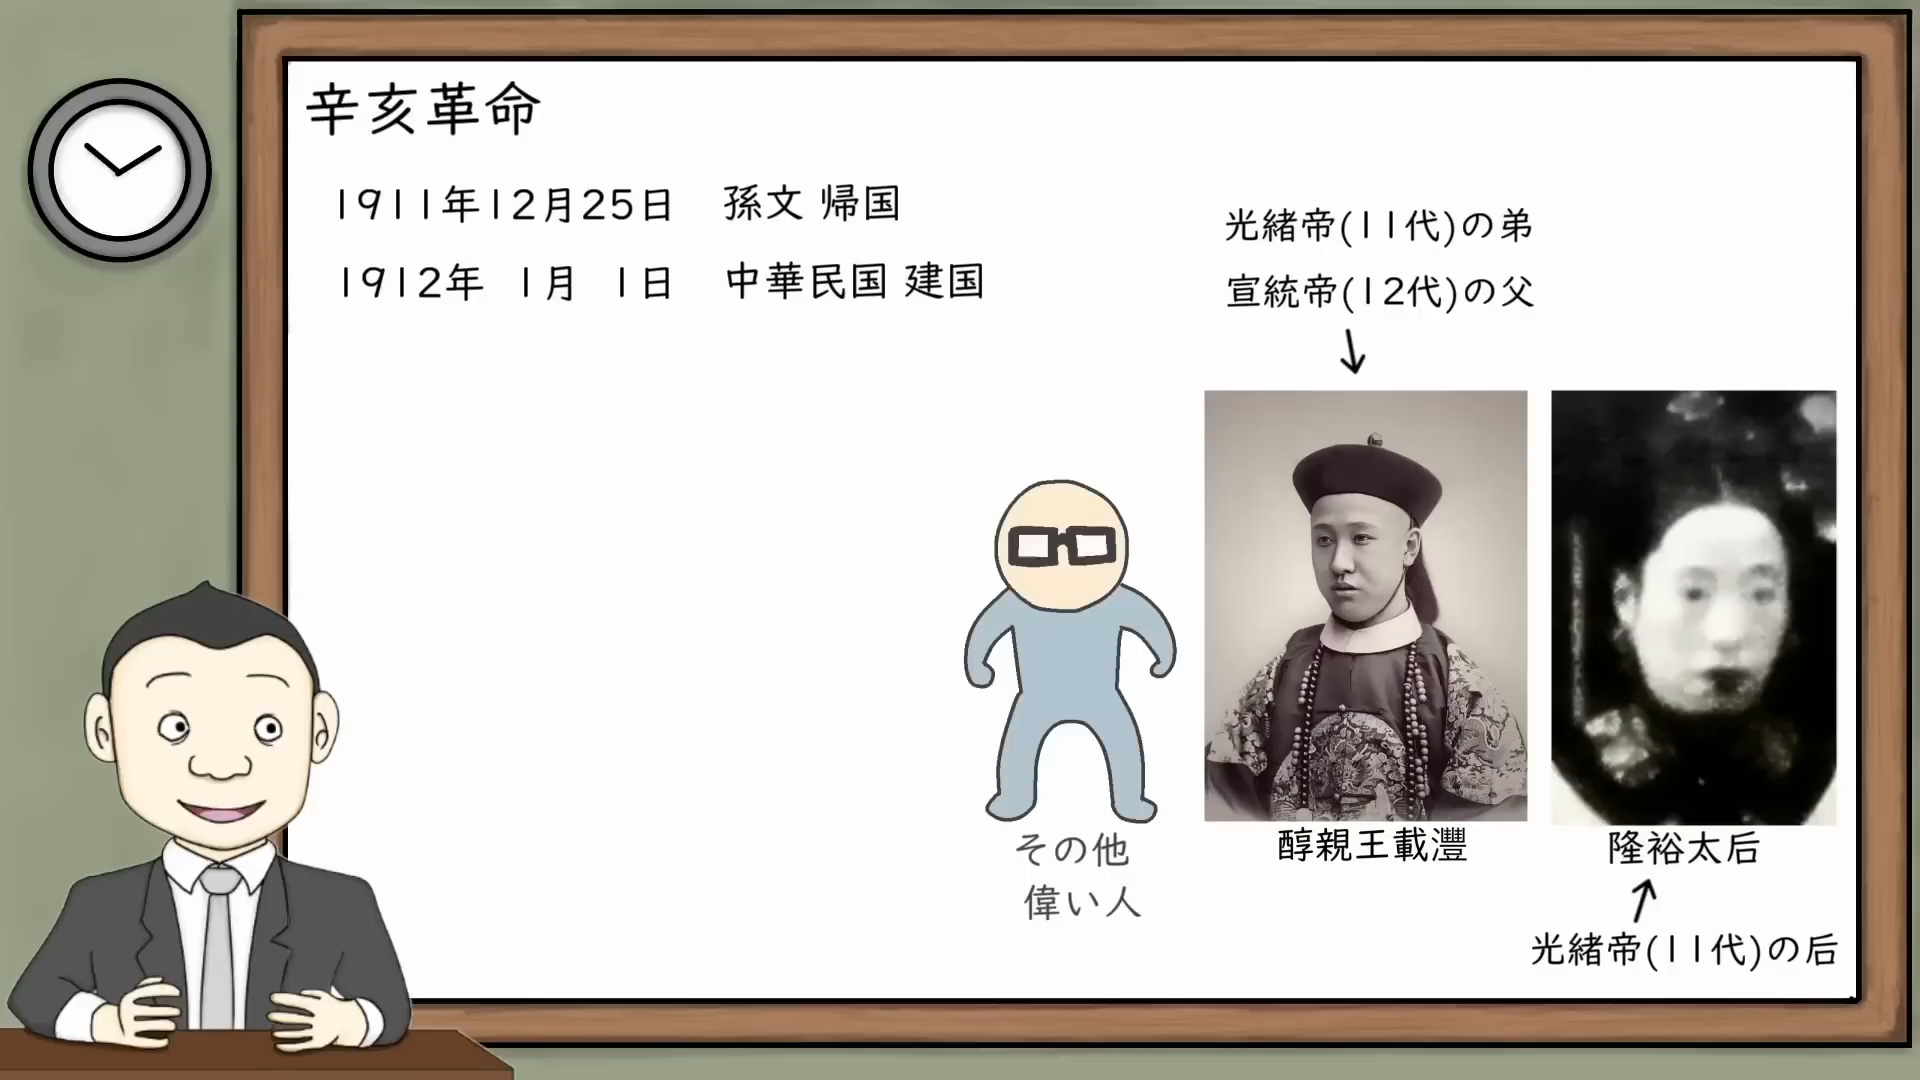 辛亥革命
1911年12月25日 孫文 帰国
1912年 1月 1日 中華民国 建国
光緒帝(11代)の弟
宣統帝(12代)の父
その他
偉い人
醇親王載灃
隆裕太后
光緒帝(11代)の后